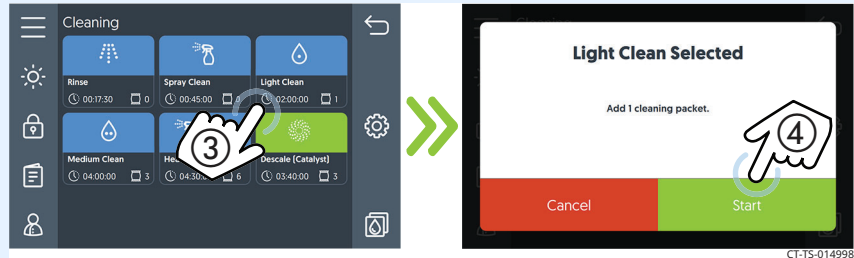 Cleaning
Rinse
00:17:30 0
Spray Clean
00:45:00
Light Clean
02:00:00 1
Medium Clean
04:00:00 3
04:30: 6
Descale (Catalyst)
03:40:00 3
3
Cleaning
Light Clean Selected
Add 1 cleaning packet.
4
Cancel
Start
CT-TS-014998